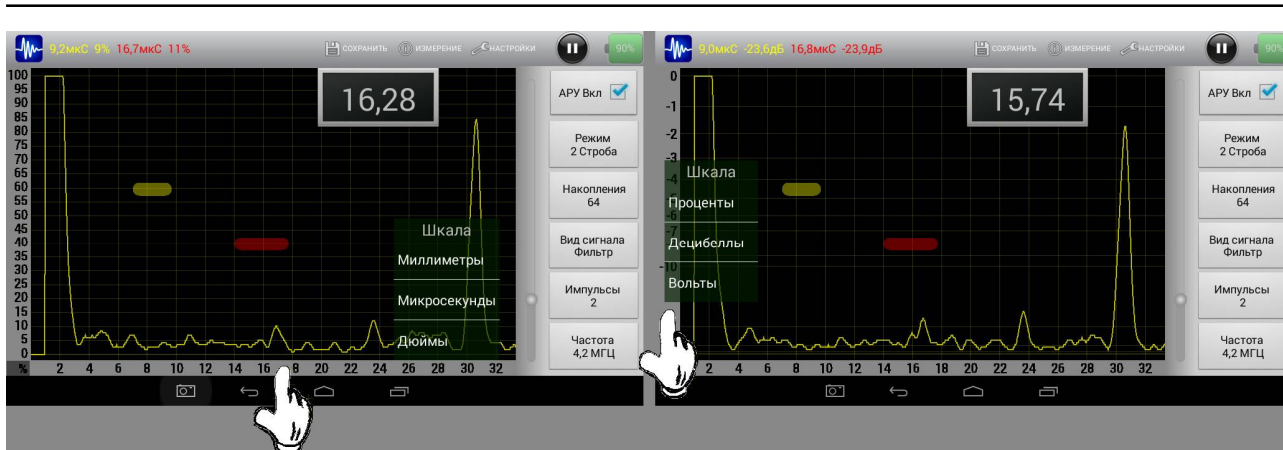 9,2мкС 9% 16,7мкС 11%
СОХРАНИТЬ ИЗМЕРЕНИЕ НАСТРОЙКИ
90%
16,28
100
95
90
85
80
75
70
65
60
55
50
45
40
35
30
25
20
15
10
5
0
Шкала
Миллиметры
Микросекунды
Дюймы
% 2 4 6 8 10 12 14 16 8 20 22 24 26 28 30 32
АРУ Вкл
Режим
2 Строба
Накопления
64
Вид сигнала
Фильтр
Импульсы
2
Частота
4,2 МГЦ
9,0мкС -23,6дБ 16,8мкС -23,9дБ
СОХРАНИТЬ ИЗМЕРЕНИЕ НАСТРОЙКИ
90%
15,74
0
-1
-2
-3
-4
-6
-7
-10
Шкала
Проценты
Децибеллы
Вольты
2 4 6 8 10 12 14 16 18 20 22 24 26 28 30 32
АРУ Вкл
Режим
2 Строба
Накопления
64
Вид сигнала
Фильтр
Импульсы
2
Частота
4,2 МГЦ